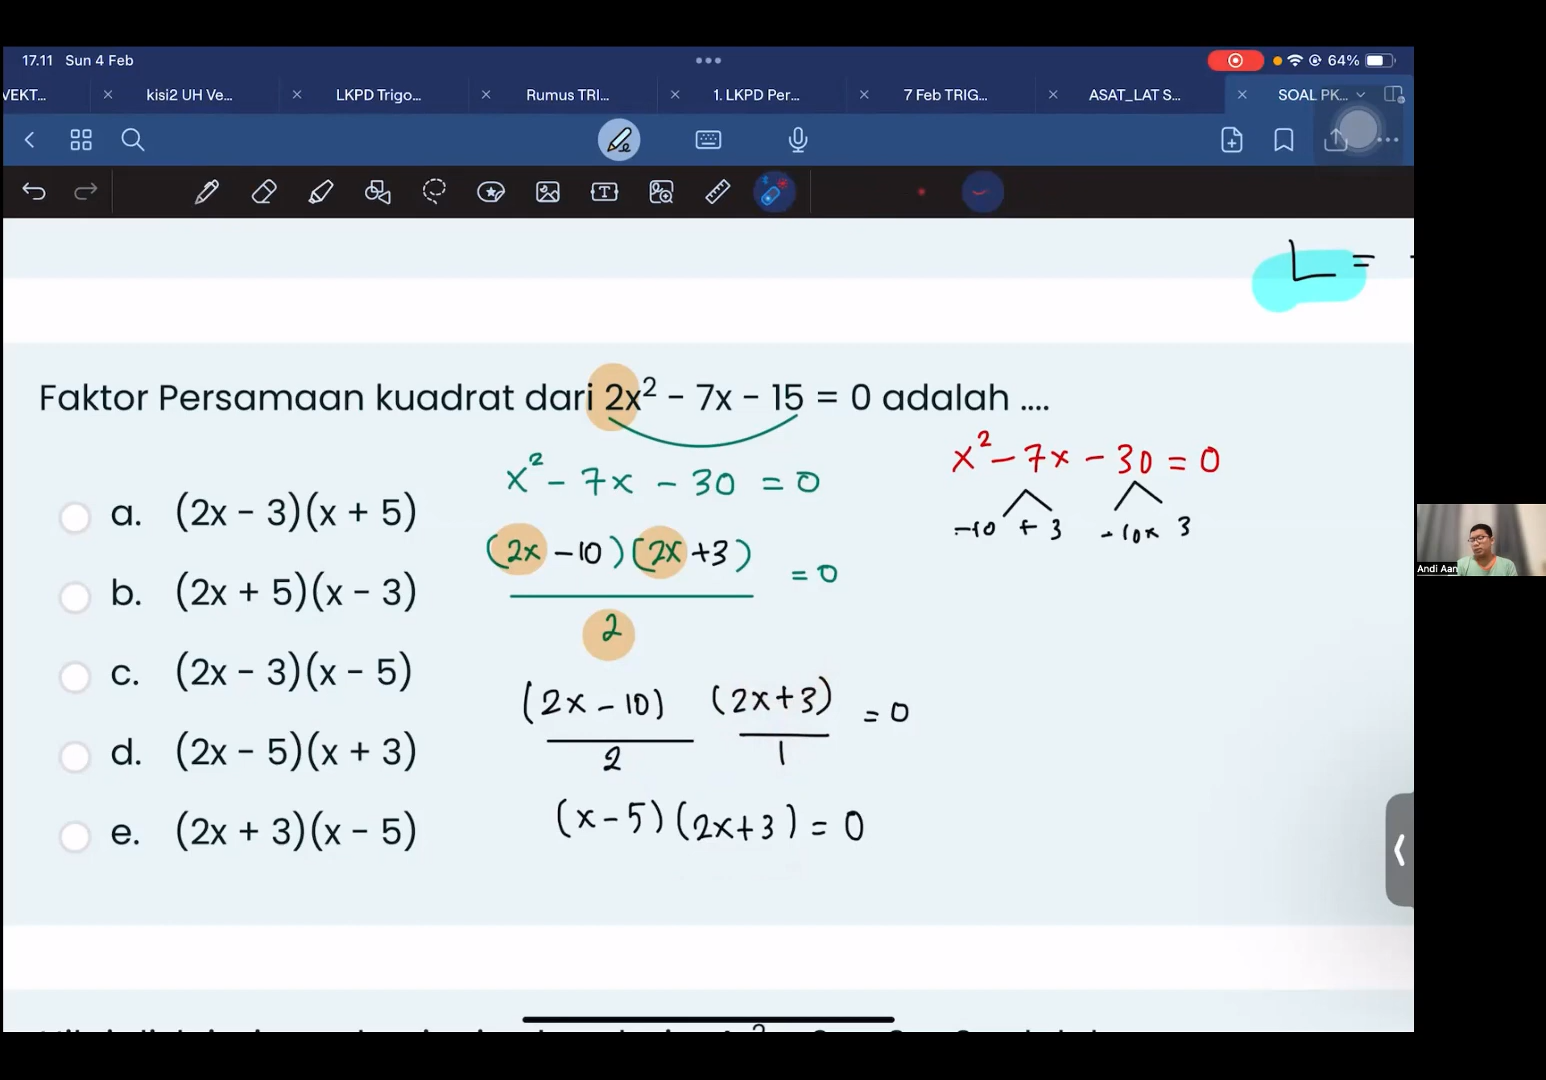 17.11 Sun 4 Feb
64%
VEKT...
kisi2 UH Ve...
LKPD Trigo...
Rumus TRI...
1. LKPD Per...
7 Feb TRIG...
ASAT_LAT S...
SOAL PK...
L =
Faktor Persamaan kuadrat dari 2x² - 7x - 15 = 0 adalah ....
x² - 7x - 30 = 0
x² - 7x - 30 = 0
-10 + 3
-10 x 3
(2x - 10)(2x + 3)
= 0
2
a. (2x - 3)(x + 5)
b. (2x + 5)(x - 3)
c. (2x - 3)(x - 5)
d. (2x - 5)(x + 3)
e. (2x + 3)(x - 5)
(2x - 10) (2x + 3) = 0
2 1
(x - 5)(2x + 3) = 0
Andi Aan